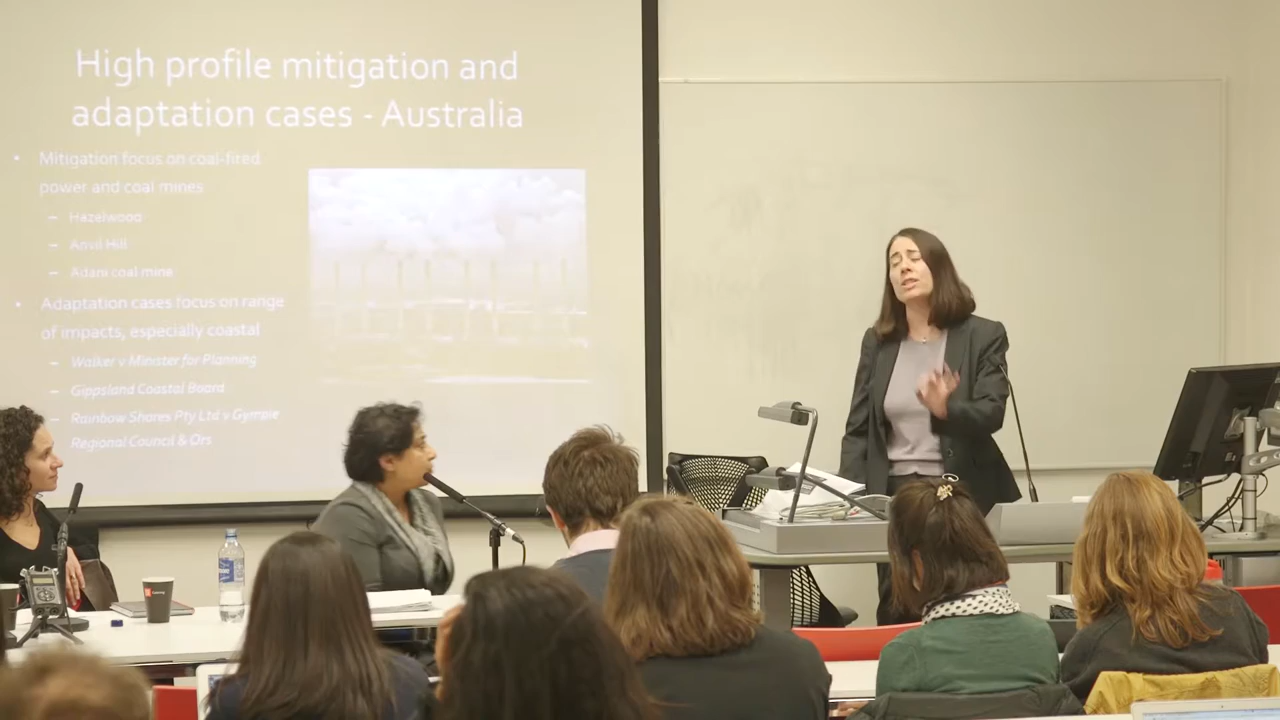 High profile mitigation and
adaptation cases - Australia
• Mitigation focus on coal-fired
power and coal mines
– Hazelwood
– Anvil Hill
– Adani coal mine
• Adaptation cases focus on range
of impacts, especially coastal
– Walker v Minister for Planning
– Gippsland Coastal Board
– Rainbow Shores Pty Ltd v Gympie
Regional Council & Ors